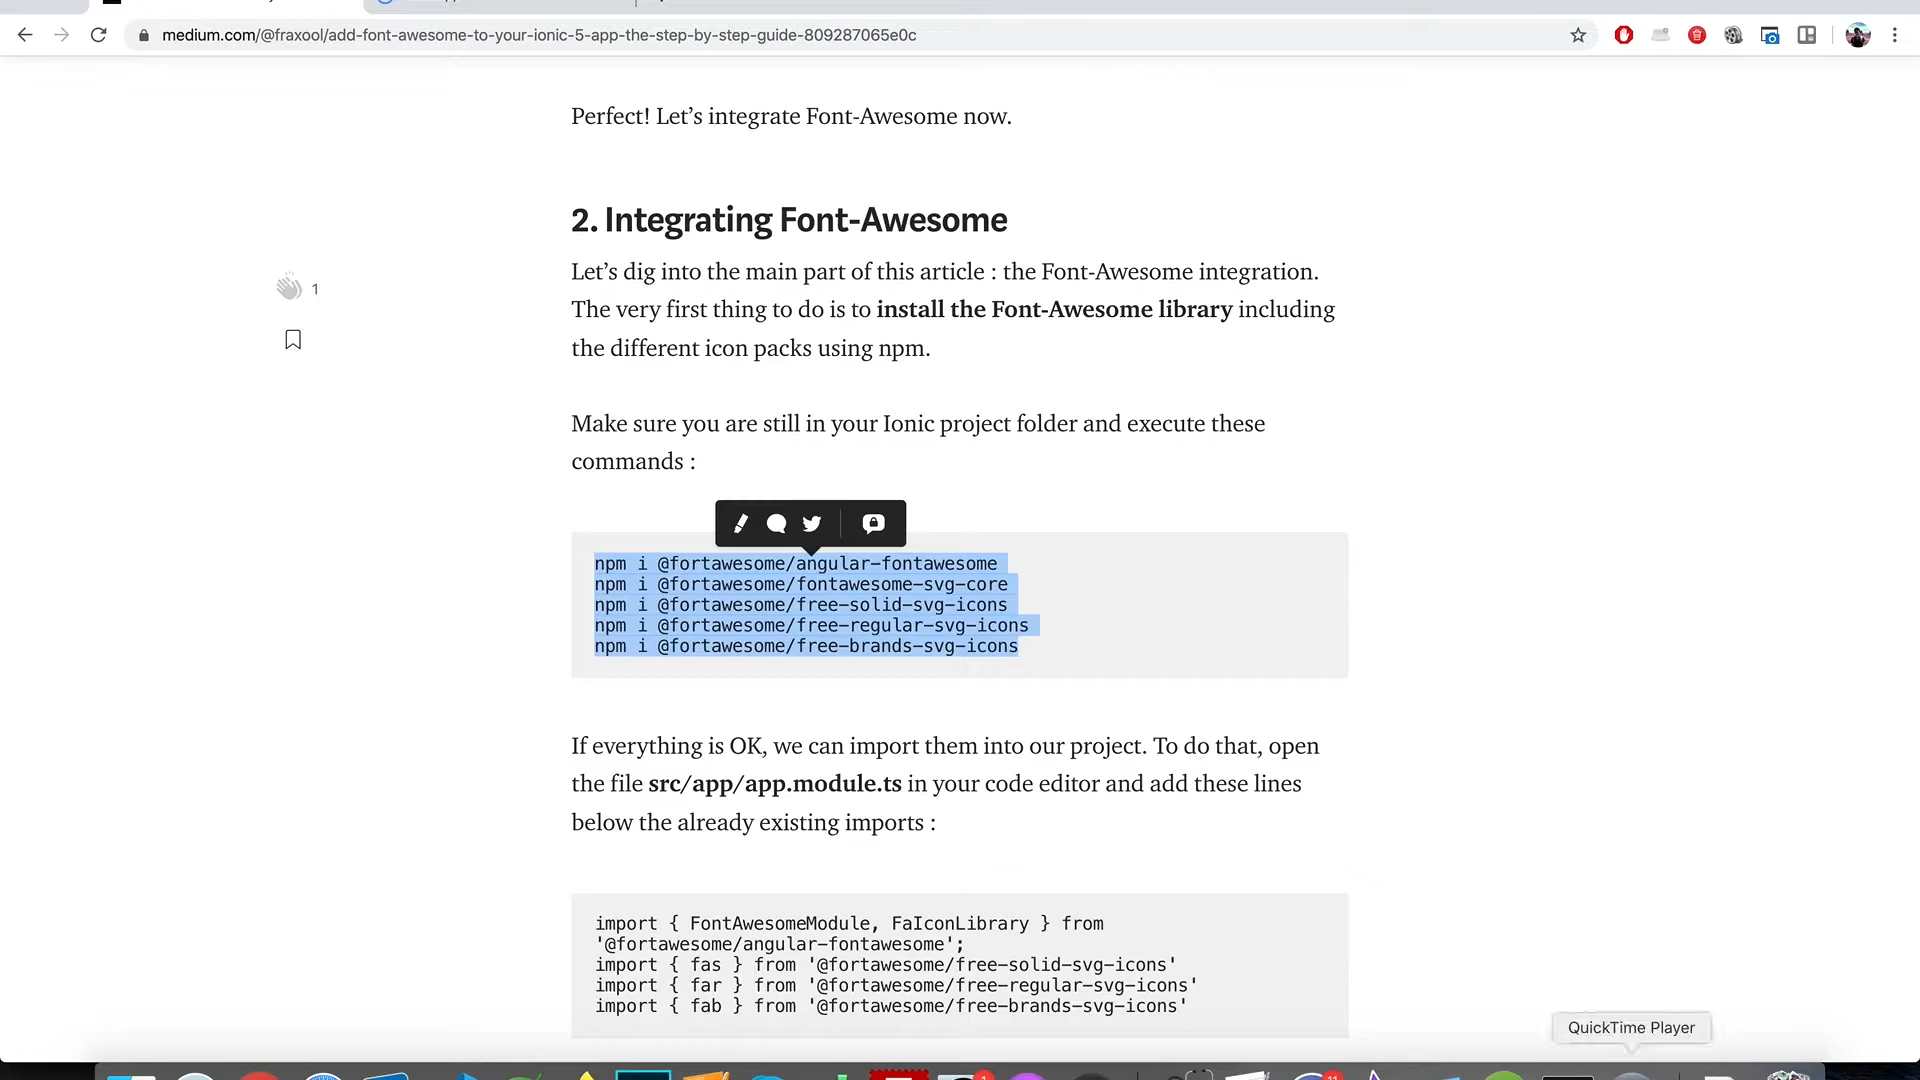 medium.com/@fraxool/add-font-awesome-to-your-ionic-5-app-the-step-by-step-guide-809287065e0c
Perfect! Let’s integrate Font-Awesome now.
2. Integrating Font-Awesome
Let’s dig into the main part of this article : the Font-Awesome integration.
The very first thing to do is to install the Font-Awesome library including
the different icon packs using npm.
1
Make sure you are still in your Ionic project folder and execute these
commands :
npm i @fortawesome/angular-fontawesome
npm i @fortawesome/fontawesome-svg-core
npm i @fortawesome/free-solid-svg-icons
npm i @fortawesome/free-regular-svg-icons
npm i @fortawesome/free-brands-svg-icons
If everything is OK, we can import them into our project. To do that, open
the file src/app/app.module.ts in your code editor and add these lines
below the already existing imports :
import { FontAwesomeModule, FaIconLibrary } from
'@fortawesome/angular-fontawesome';
import { fas } from '@fortawesome/free-solid-svg-icons'
import { far } from '@fortawesome/free-regular-svg-icons'
import { fab } from '@fortawesome/free-brands-svg-icons'
QuickTime Player
1
11